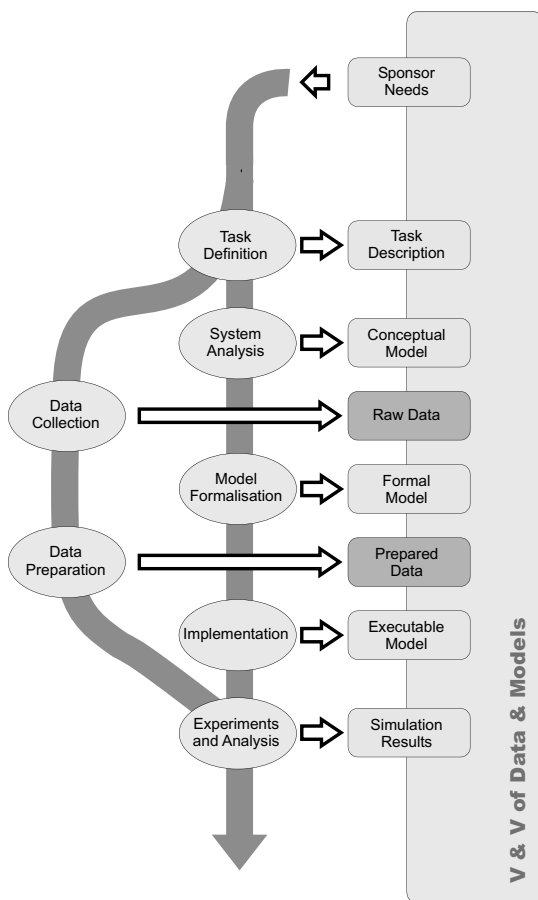 Sponsor
Needs
Task
Definition
Task
Description
System
Analysis
Conceptual
Model
Data
Collection
Raw Data
Model
Formalisation
Formal
Model
Data
Preparation
Prepared
Data
Implementation
Executable
Model
Experiments
and Analysis
Simulation
Results
V & V of Data & Models